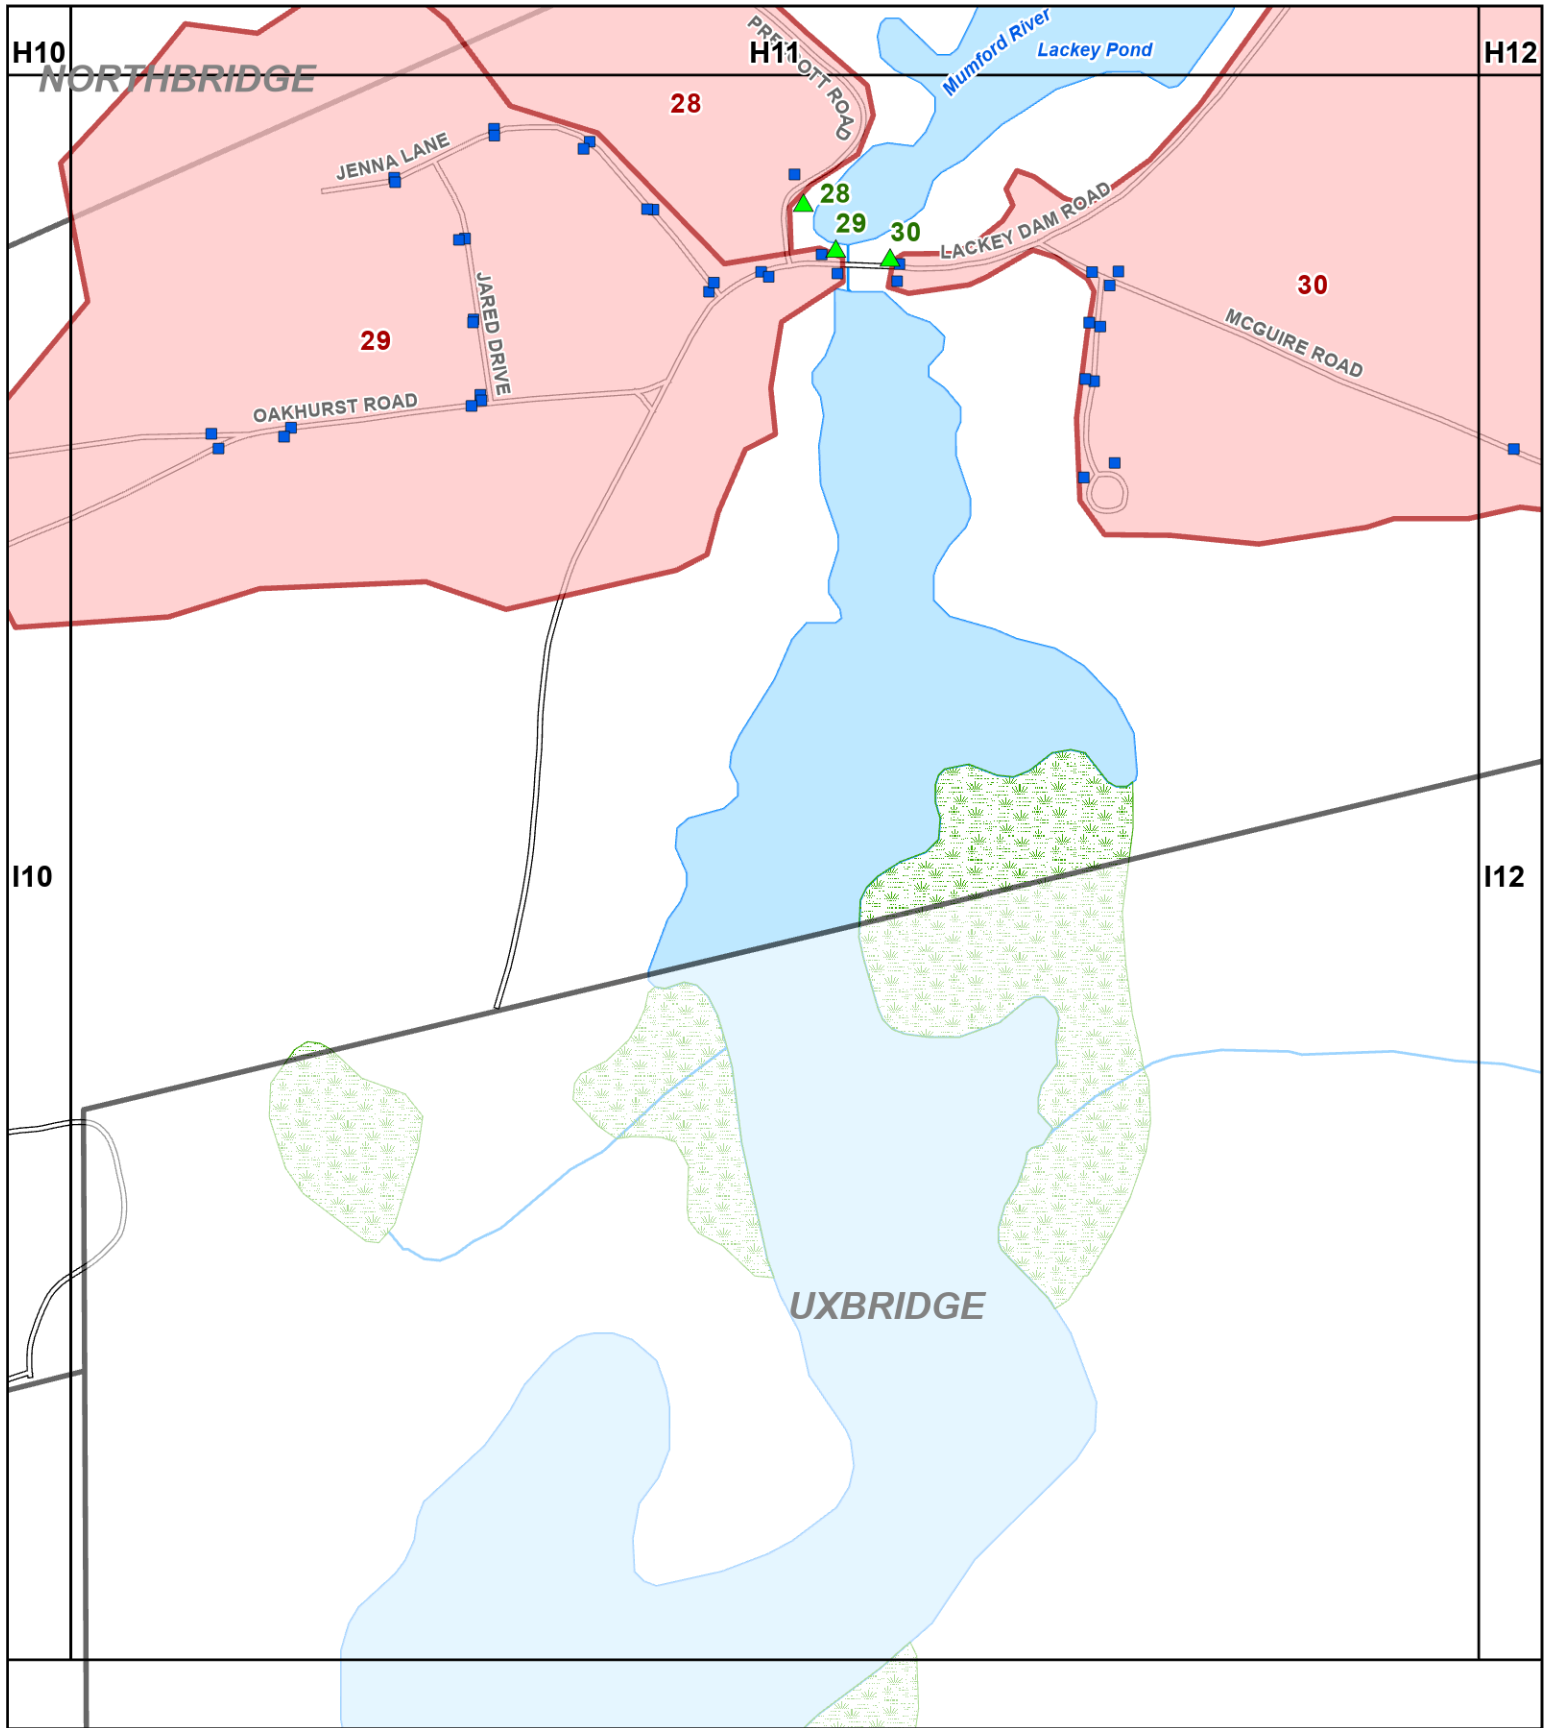 H10
H11
H12
NORTHBRIDGE
PRESCOTT ROAD
Mumford River
Lackey Pond
28
JENNA LANE
28
29
30
LACKEY DAM ROAD
30
MCGUIRE ROAD
JARED DRIVE
29
OAKHURST ROAD
I10
I12
UXBRIDGE